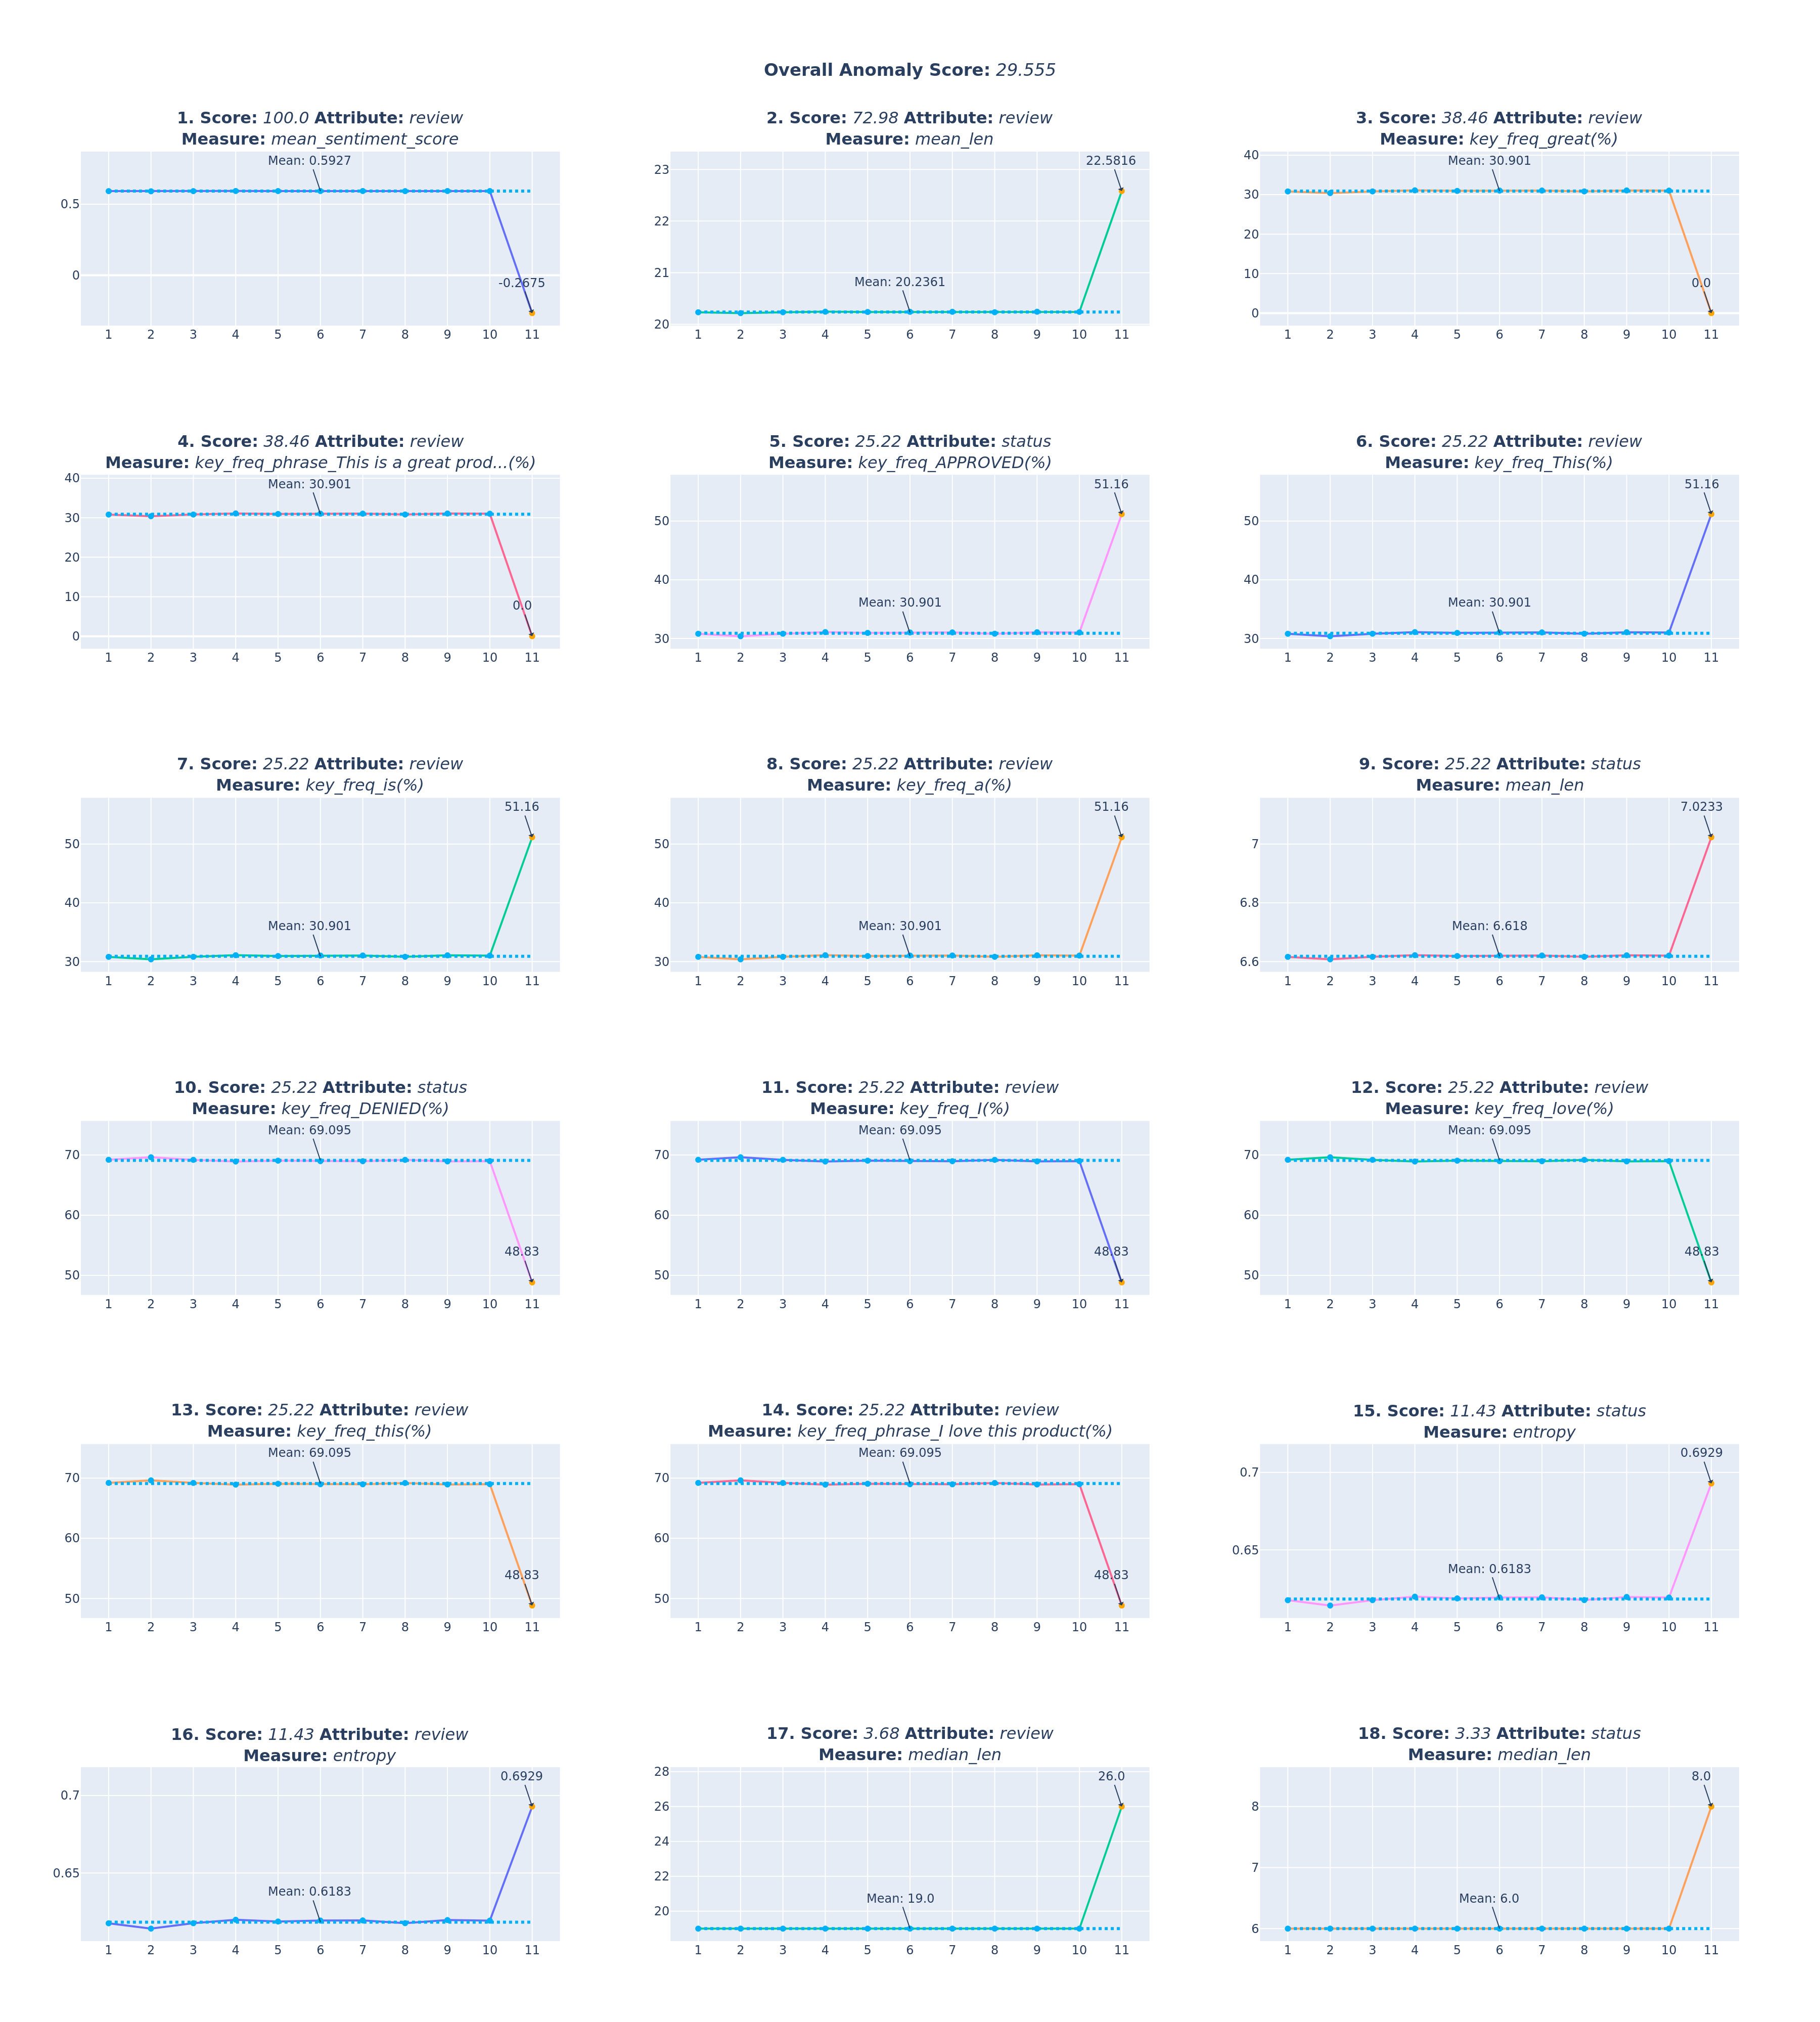 Overall Anomaly Score: 29.555
1. Score: 100.0 Attribute: review
Measure: mean_sentiment_score
Mean: 0.5927
0.5
0
-0.2675
1 2 3 4 5 6 7 8 9 10 11
2. Score: 72.98 Attribute: review
Measure: mean_len
22.5816
23
22
21
20
Mean: 20.2361
1 2 3 4 5 6 7 8 9 10 11
3. Score: 38.46 Attribute: review
Measure: key_freq_great(%)
Mean: 30.901
40
30
20
10
0
0.0
1 2 3 4 5 6 7 8 9 10 11
4. Score: 38.46 Attribute: review
Measure: key_freq_phrase_This is a great prod...(%)
Mean: 30.901
40
30
20
10
0
0.0
1 2 3 4 5 6 7 8 9 10 11
5. Score: 25.22 Attribute: status
Measure: key_freq_APPROVED(%)
51.16
50
40
30
Mean: 30.901
1 2 3 4 5 6 7 8 9 10 11
6. Score: 25.22 Attribute: review
Measure: key_freq_This(%)
51.16
50
40
30
Mean: 30.901
1 2 3 4 5 6 7 8 9 10 11
7. Score: 25.22 Attribute: review
Measure: key_freq_is(%)
51.16
50
40
30
Mean: 30.901
1 2 3 4 5 6 7 8 9 10 11
8. Score: 25.22 Attribute: review
Measure: key_freq_a(%)
51.16
50
40
30
Mean: 30.901
1 2 3 4 5 6 7 8 9 10 11
9. Score: 25.22 Attribute: status
Measure: mean_len
7.0233
7
6.8
6.6
Mean: 6.618
1 2 3 4 5 6 7 8 9 10 11
10. Score: 25.22 Attribute: status
Measure: key_freq_DENIED(%)
Mean: 69.095
70
60
50
48.83
1 2 3 4 5 6 7 8 9 10 11
11. Score: 25.22 Attribute: review
Measure: key_freq_I(%)
Mean: 69.095
70
60
50
48.83
1 2 3 4 5 6 7 8 9 10 11
12. Score: 25.22 Attribute: review
Measure: key_freq_love(%)
Mean: 69.095
70
60
50
48.83
1 2 3 4 5 6 7 8 9 10 11
13. Score: 25.22 Attribute: review
Measure: key_freq_this(%)
Mean: 69.095
70
60
50
48.83
1 2 3 4 5 6 7 8 9 10 11
14. Score: 25.22 Attribute: review
Measure: key_freq_phrase_I love this product(%)
Mean: 69.095
70
60
50
48.83
1 2 3 4 5 6 7 8 9 10 11
15. Score: 11.43 Attribute: status
Measure: entropy
0.6929
0.7
0.65
Mean: 0.6183
1 2 3 4 5 6 7 8 9 10 11
16. Score: 11.43 Attribute: review
Measure: entropy
0.6929
0.7
0.65
Mean: 0.6183
1 2 3 4 5 6 7 8 9 10 11
17. Score: 3.68 Attribute: review
Measure: median_len
26.0
28
26
24
22
20
Mean: 19.0
1 2 3 4 5 6 7 8 9 10 11
18. Score: 3.33 Attribute: status
Measure: median_len
8.0
8
7
6
Mean: 6.0
1 2 3 4 5 6 7 8 9 10 11